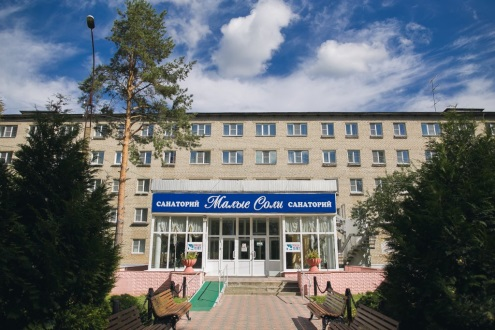 САНАТОРИЙ Малые Соли САНАТОРИЙ